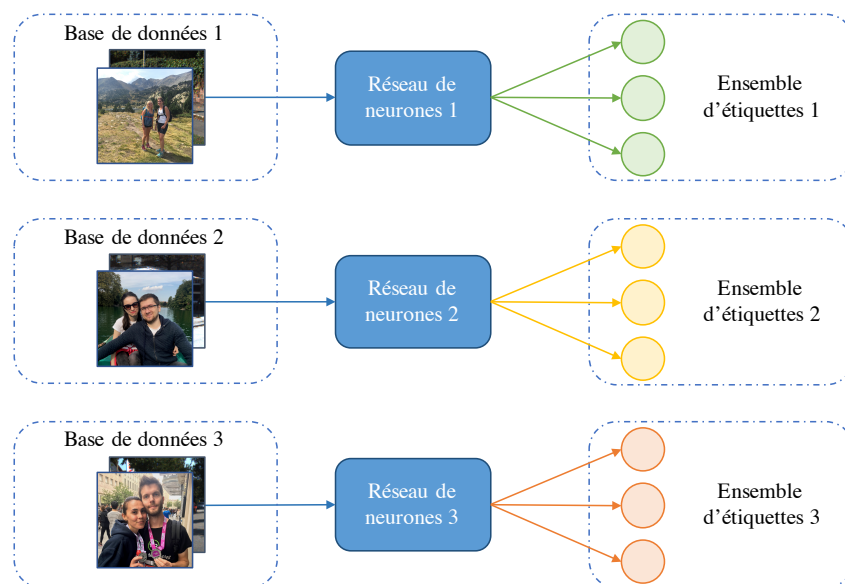 Base de données 1
Réseau de
neurones 1
Ensemble
d’étiquettes 1
Base de données 2
Réseau de
neurones 2
Ensemble
d’étiquettes 2
Base de données 3
Réseau de
neurones 3
Ensemble
d’étiquettes 3